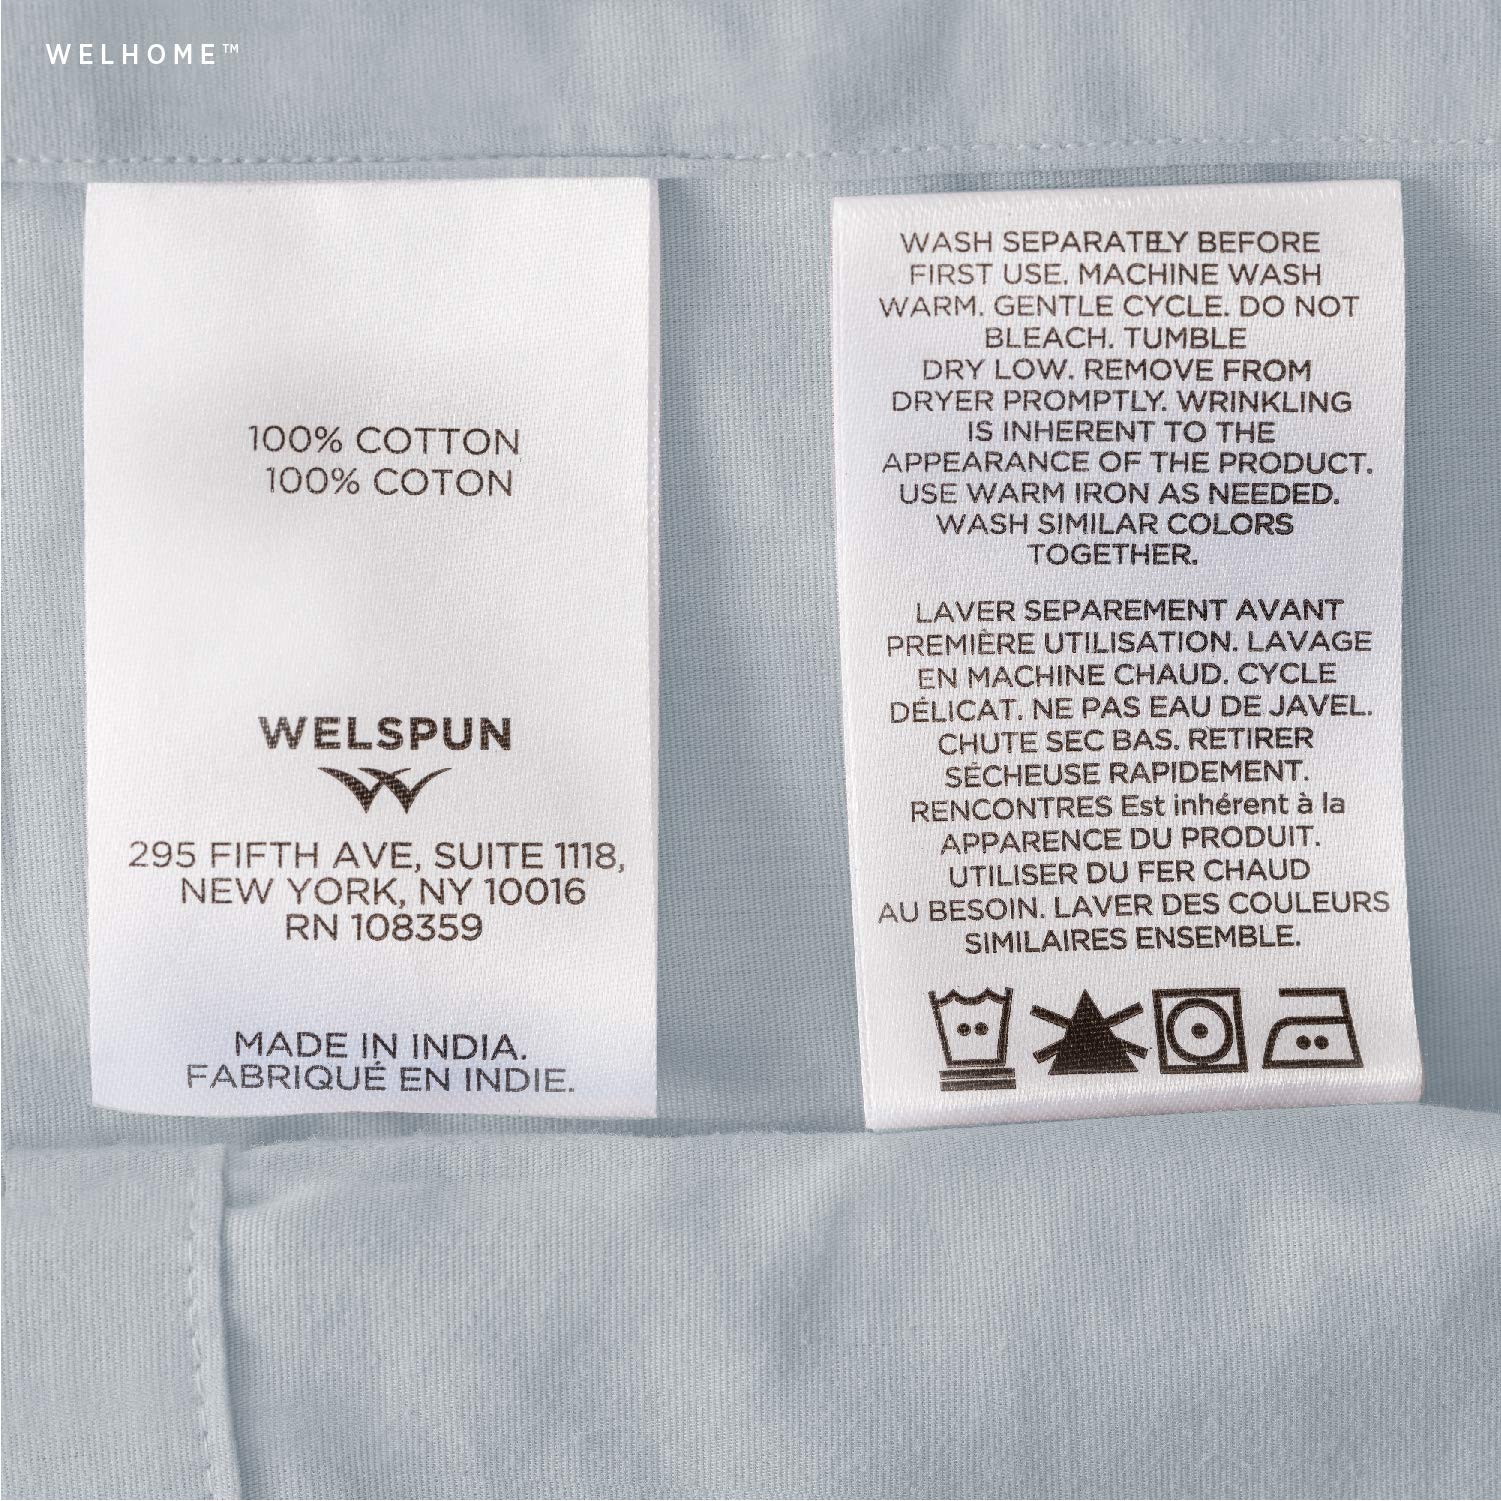 WELHOME™
100% COTTON
100% COTON
WELSPUN
295 FIFTH AVE, SUITE 1118,
NEW YORK, NY 10016
RN 108359
MADE IN INDIA.
FABRIQUÉ EN INDIE.
WASH SEPARATELY BEFORE
FIRST USE. MACHINE WASH
WARM. GENTLE CYCLE. DO NOT
BLEACH. TUMBLE
DRY LOW. REMOVE FROM
DRYER PROMPTLY. WRINKLING
IS INHERENT TO THE
APPEARANCE OF THE PRODUCT.
USE WARM IRON AS NEEDED.
WASH SIMILAR COLORS
TOGETHER.
LAVER SEPAREMENT AVANT
PREMIÈRE UTILISATION. LAVAGE
EN MACHINE CHAUD. CYCLE
DÉLICAT. NE PAS EAU DE JAVEL.
CHUTE SEC BAS. RETIRER
SÉCHEUSE RAPIDEMENT.
RENCONTRES Est inhérent à la
APPARENCE DU PRODUIT.
UTILISER DU FER CHAUD
AU BESOIN. LAVER DES COULEURS
SIMILAIRES ENSEMBLE.